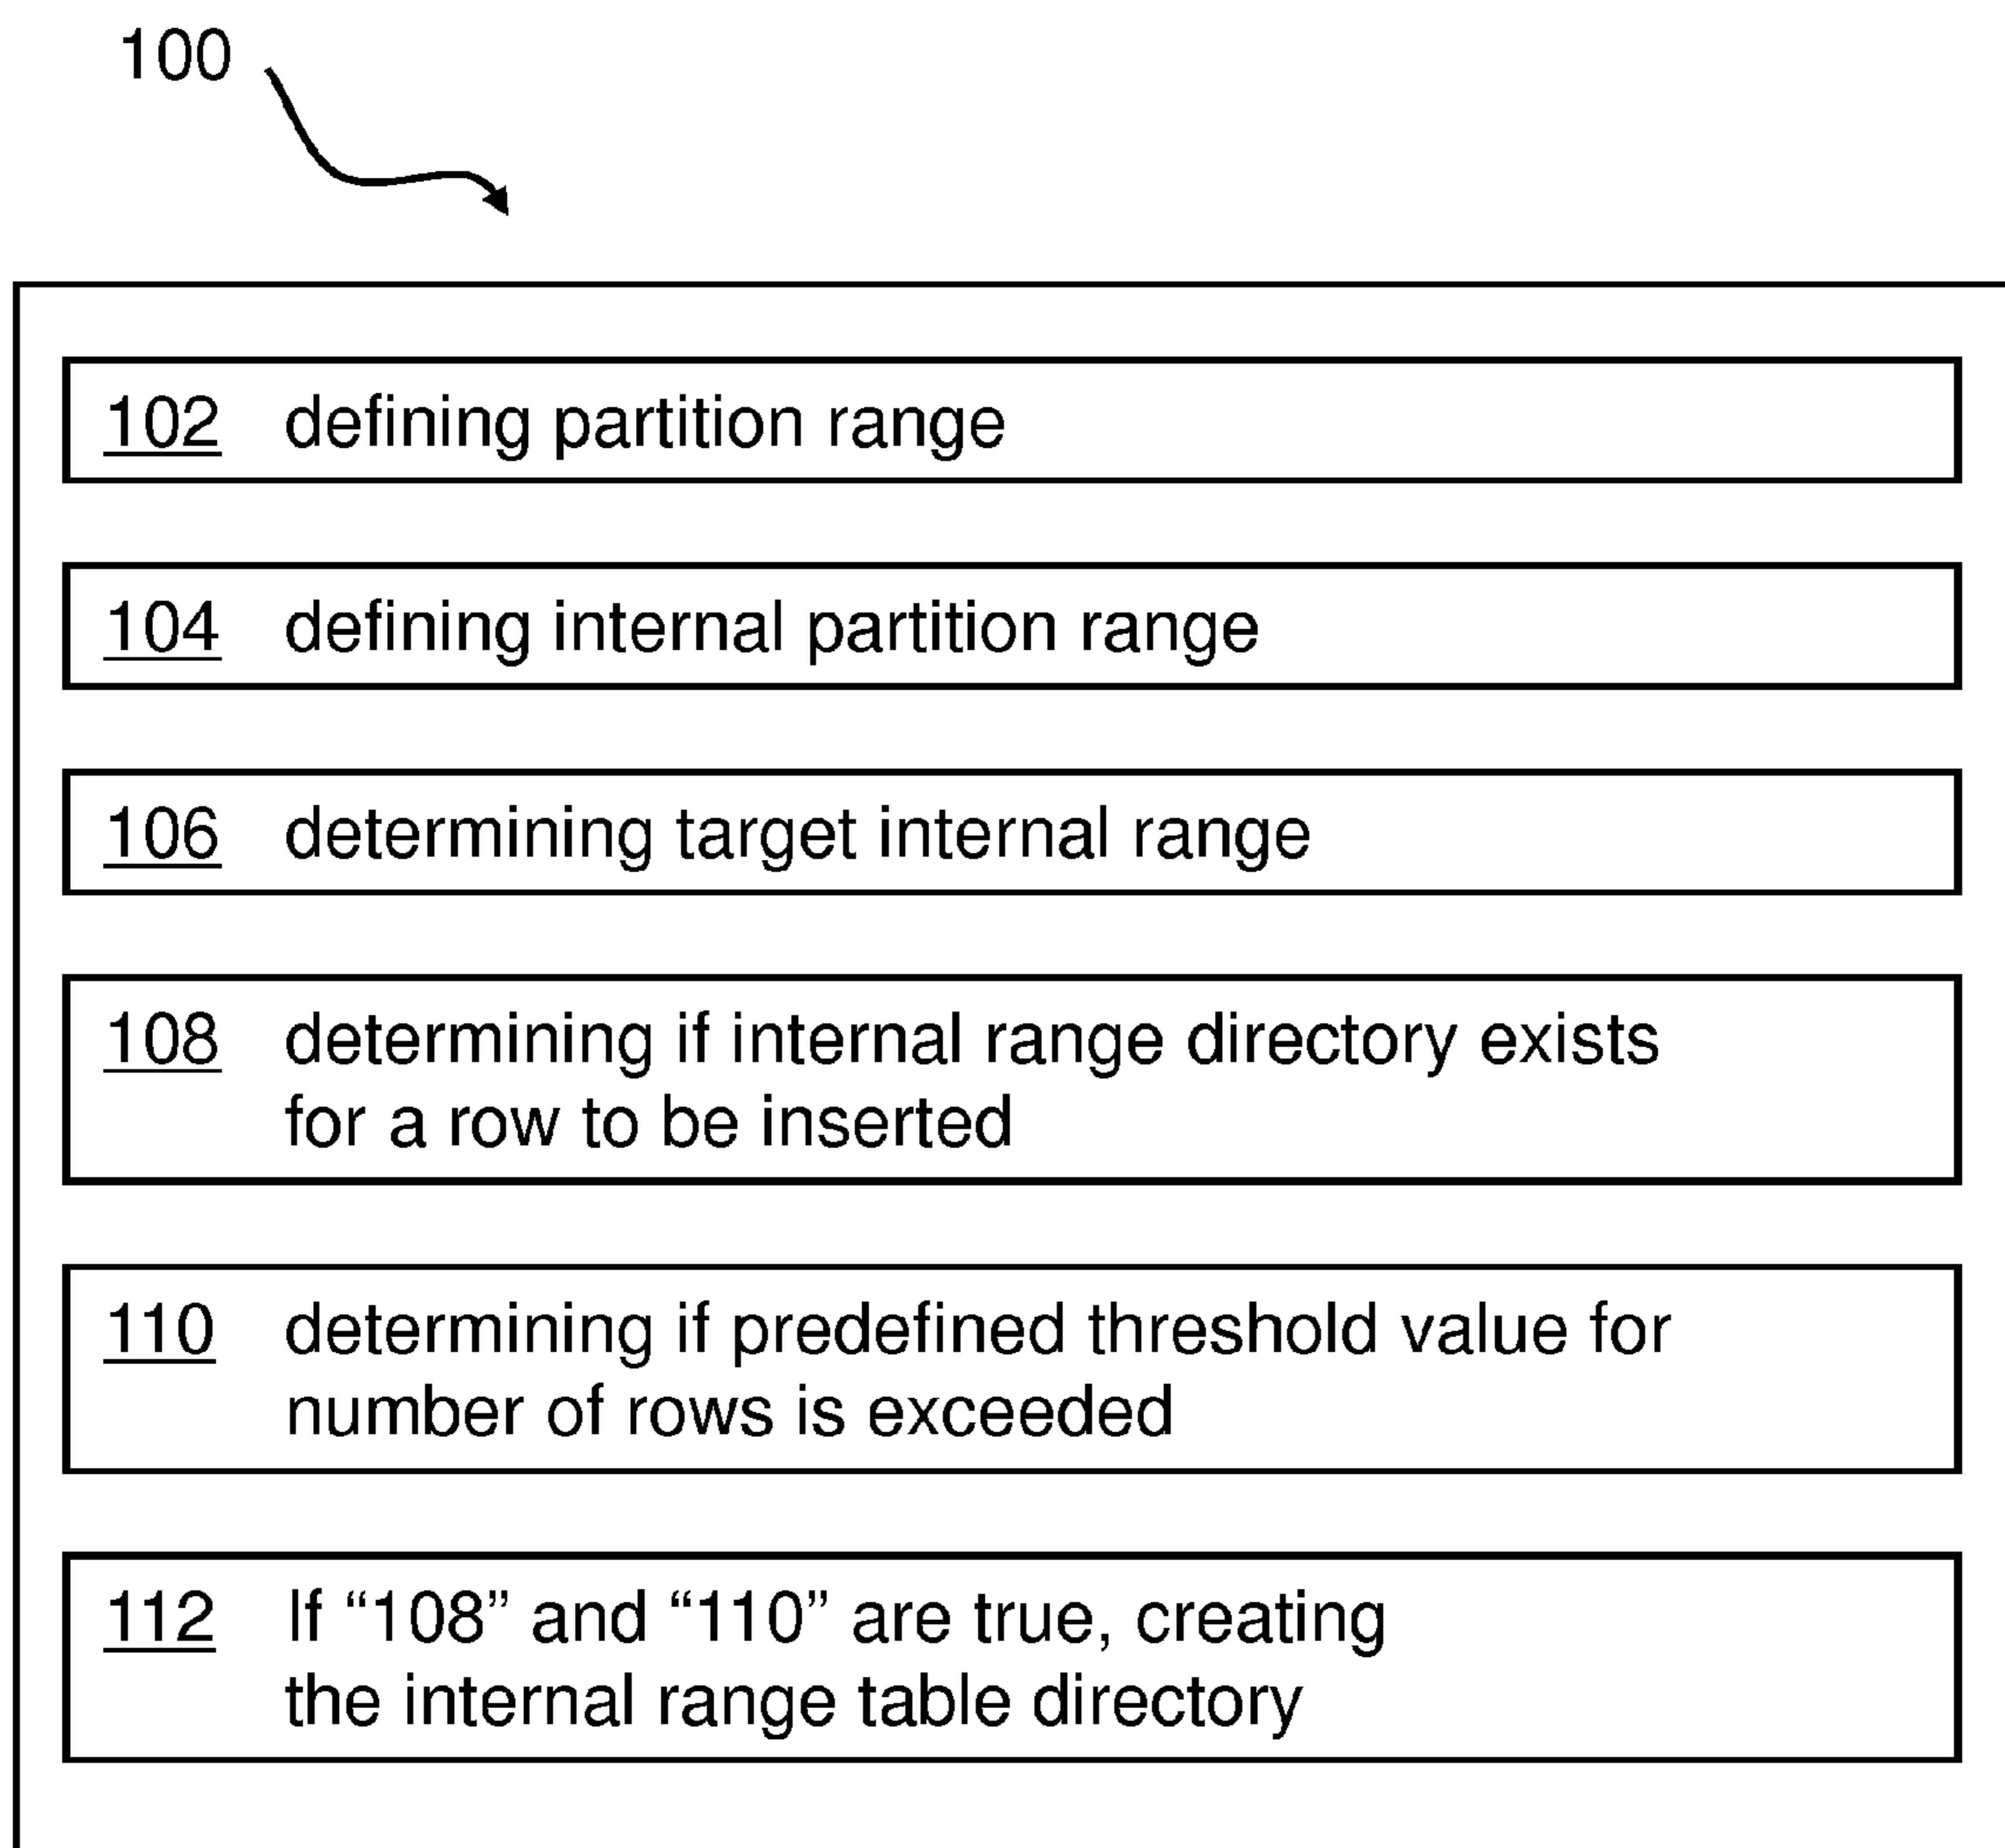 100
102 defining partition range
104 defining internal partition range
106 determining target internal range
108 determining if internal range directory exists
for a row to be inserted
110 determining if predefined threshold value for
number of rows is exceeded
112 If “108” and “110” are true, creating
the internal range table directory